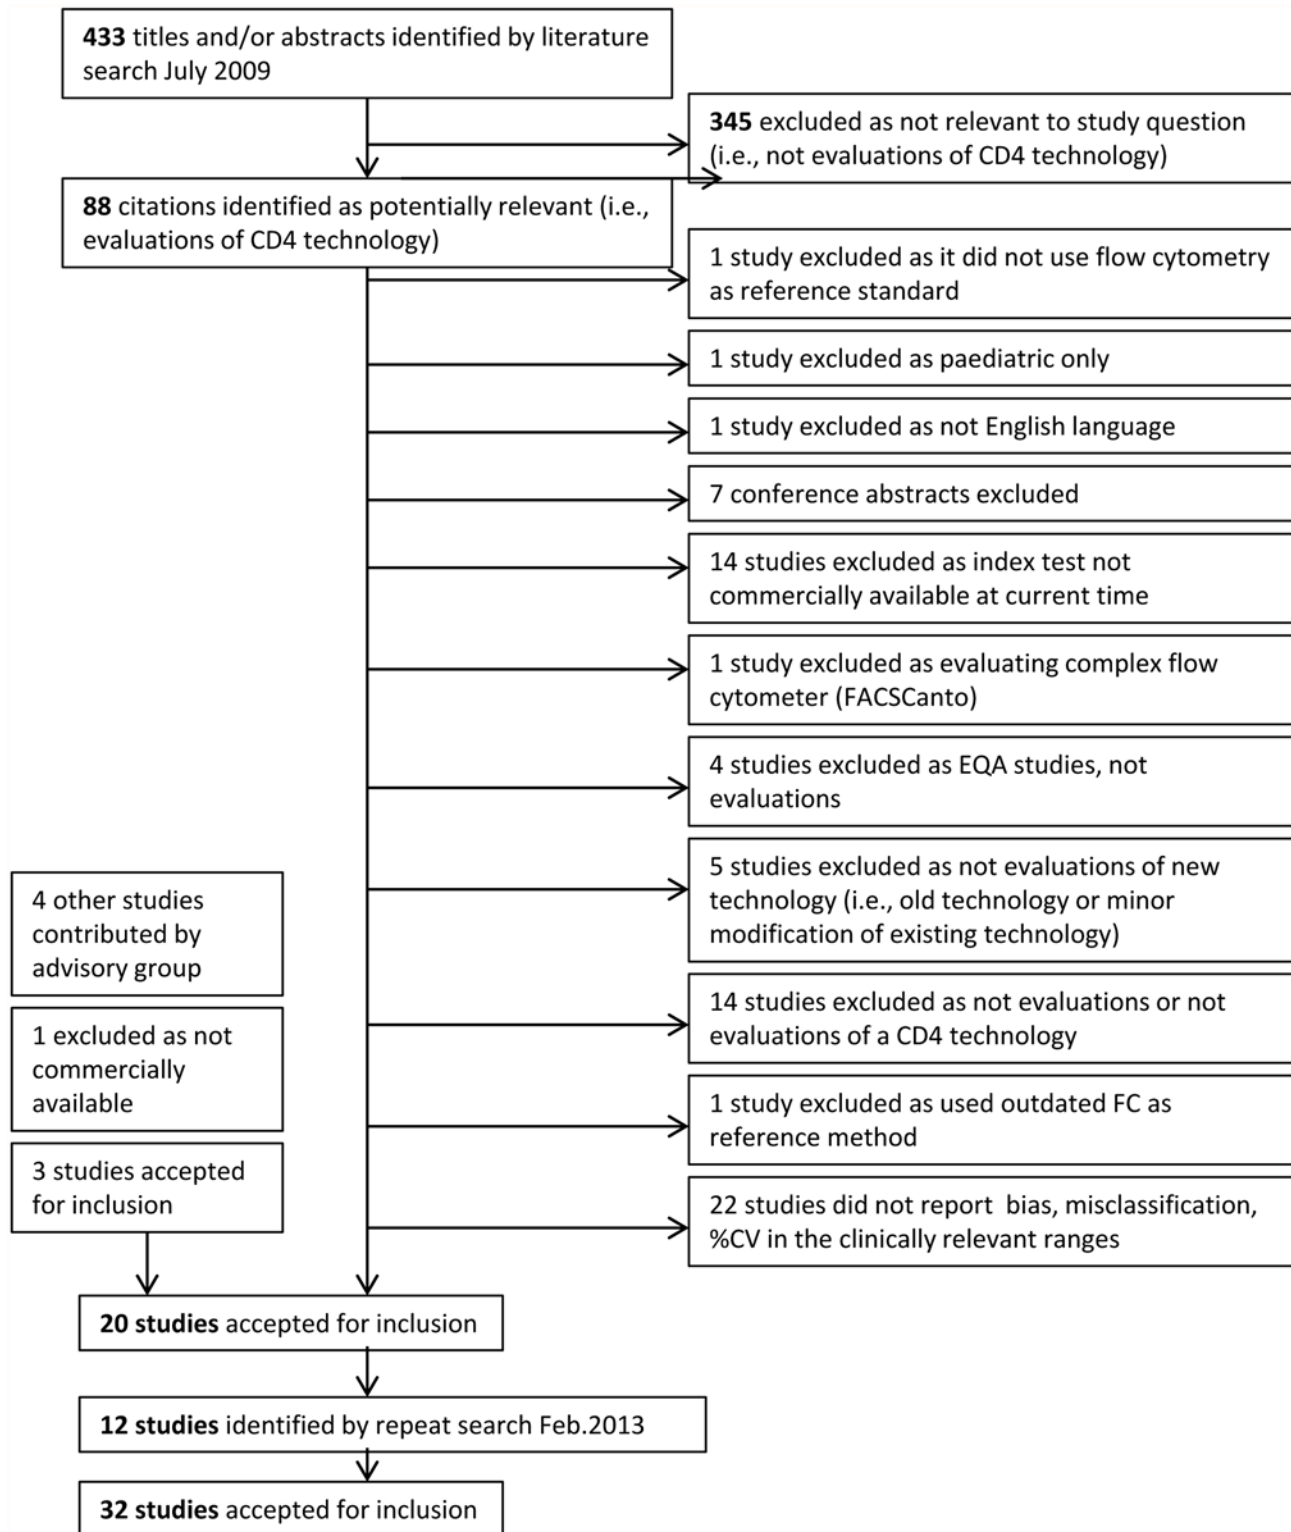 433 titles and/or abstracts identified by literature
search July 2009
345 excluded as not relevant to study question
(i.e., not evaluations of CD4 technology)
88 citations identified as potentially relevant (i.e.,
evaluations of CD4 technology)
1 study excluded as it did not use flow cytometry
as reference standard
1 study excluded as paediatric only
1 study excluded as not English language
7 conference abstracts excluded
14 studies excluded as index test not
commercially available at current time
1 study excluded as evaluating complex flow
cytometer (FACSCanto)
4 studies excluded as EQA studies, not
evaluations
5 studies excluded as not evaluations of new
technology (i.e., old technology or minor
modification of existing technology)
14 studies excluded as not evaluations or not
evaluations of a CD4 technology
1 study excluded as used outdated FC as
reference method
22 studies did not report bias, misclassification,
%CV in the clinically relevant ranges
4 other studies
contributed by
advisory group
1 excluded as not
commercially
available
3 studies accepted
for inclusion
20 studies accepted for inclusion
12 studies identified by repeat search Feb.2013
32 studies accepted for inclusion